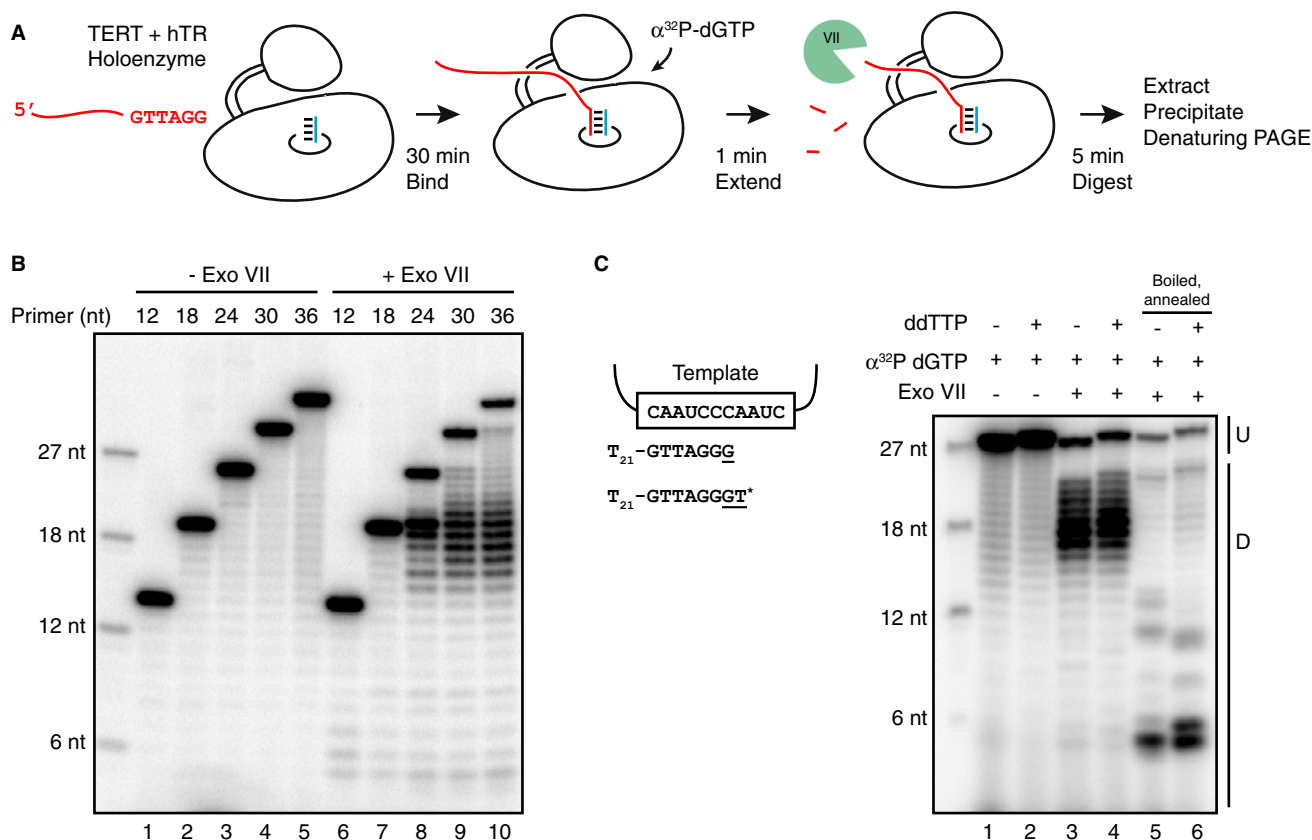 A
TERT + hTR
Holoenzyme
5′
GTTAGG
30 min
Bind
α³²P-dGTP
1 min
Extend
VII
5 min
Digest
Extract
Precipitate
Denaturing PAGE
B
- Exo VII
+ Exo VII
Primer (nt) 12 18 24 30 36 12 18 24 30 36
27 nt
18 nt
12 nt
6 nt
1 2 3 4 5 6 7 8 9 10
C
Template
CAAUCCCAAUC
T₂₁-GTTAGGG
T₂₁-GTTAGGGT*
Boiled,
annealed
ddTTP - + - + - +
α³²P dGTP + + + + + +
Exo VII - - + + + +
27 nt
18 nt
12 nt
6 nt
U
D
1 2 3 4 5 6